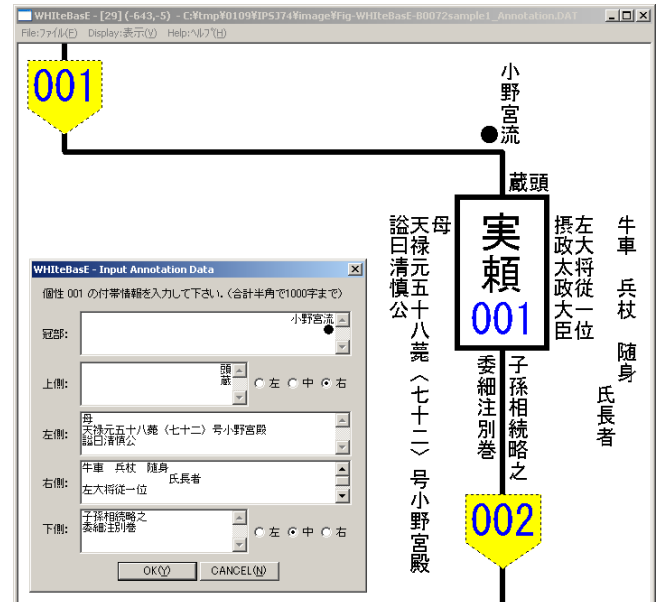 WHIteBasE - [29] (-643,-5) - C:¥tmp¥0109¥IPSJ74¥image¥Fig-WHITeBasE-B0072sample1_Annotation.DAT
File:ファイル(F) Display:表示(V) Help:ヘルプ(H)
001
小野宮流
●
蔵頭
牛車 兵杖 随身
氏長者
左大将従一位
摂政太政大臣
実頼
001
母
天禄元五十八薨〈七十二〉号小野宮殿
謚曰清慎公
子孫相続略之
委細注別巻
002
WHIteBasE - Input Annotation Data
個性 001 の付帯情報を入力して下さい.(合計半角で1000字まで)
冠部:
小野宮流
●
上側:
頭
蔵
左 中 右
左側:
母
天禄元五十八薨〈七十二〉号小野宮殿
謚曰清慎公
右側:
牛車 兵杖 随身
氏長者
左大将従一位
下側:
子孫相続略之
委細注別巻
左 中 右
OK(Y) CANCEL(N)